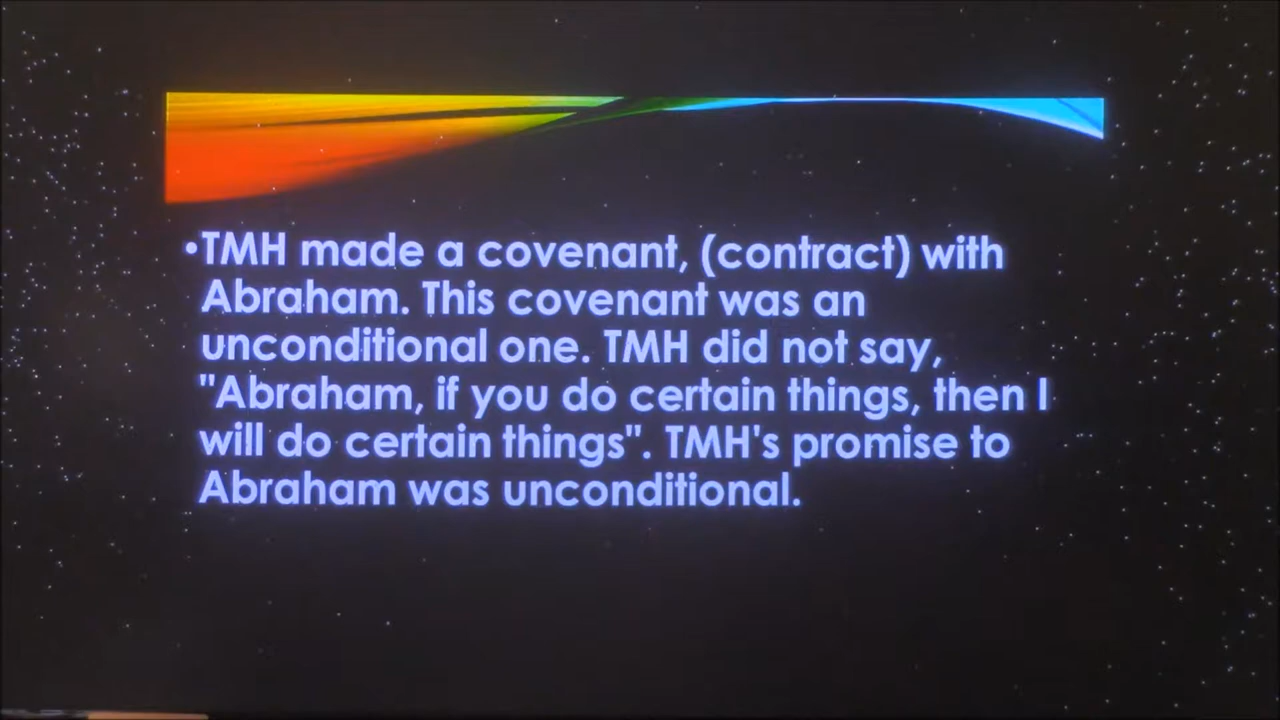 •TMH made a covenant, (contract) with
Abraham. This covenant was an
unconditional one. TMH did not say,
"Abraham, if you do certain things, then I
will do certain things". TMH's promise to
Abraham was unconditional.